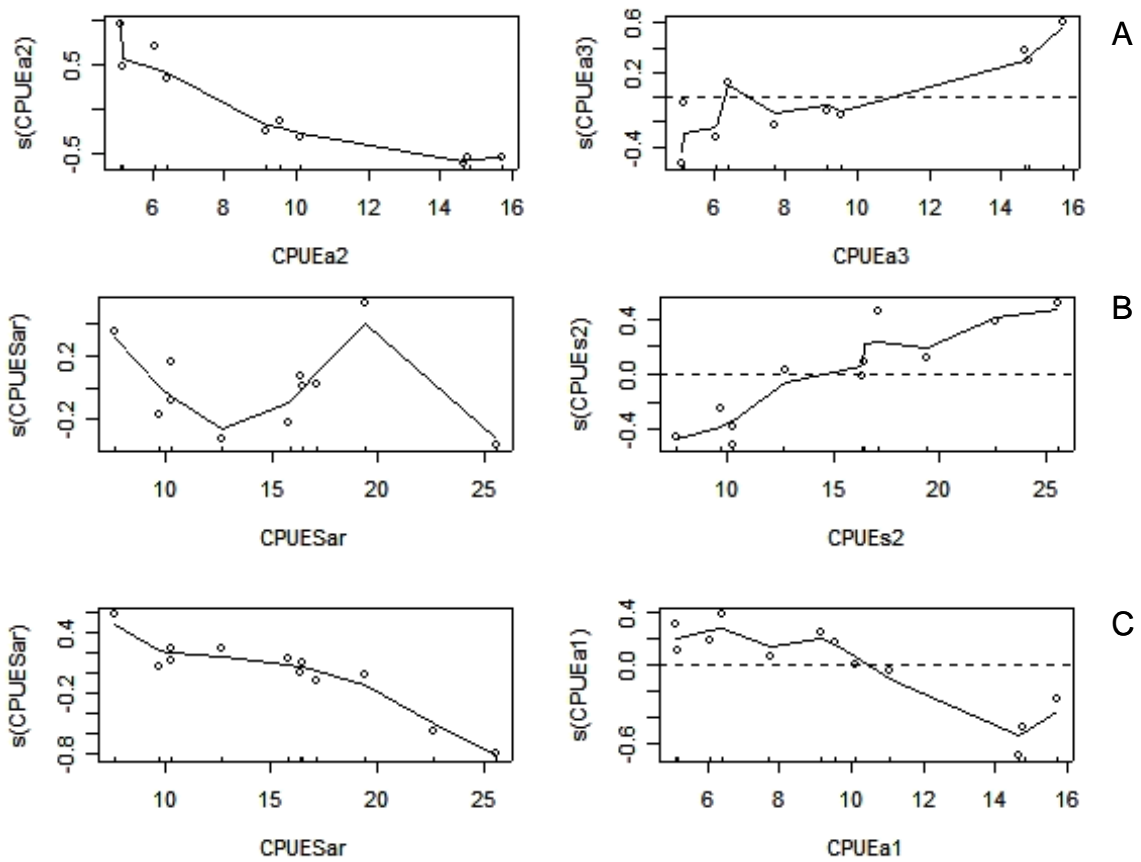 s(CPUEa2)
0.5
-0.5
6 8 10 12 14 16
CPUEa2
s(CPUEa3)
0.6
0.2
-0.4
6 8 10 12 14 16
CPUEa3
A
s(CPUESar)
0.2
-0.2
10 15 20 25
CPUESar
s(CPUEs2)
0.4
0.0
-0.4
10 15 20 25
CPUEs2
B
s(CPUESar)
0.4
-0.2
-0.8
10 15 20 25
CPUESar
s(CPUEa1)
0.4
0.0
-0.6
6 8 10 12 14 16
CPUEa1
C